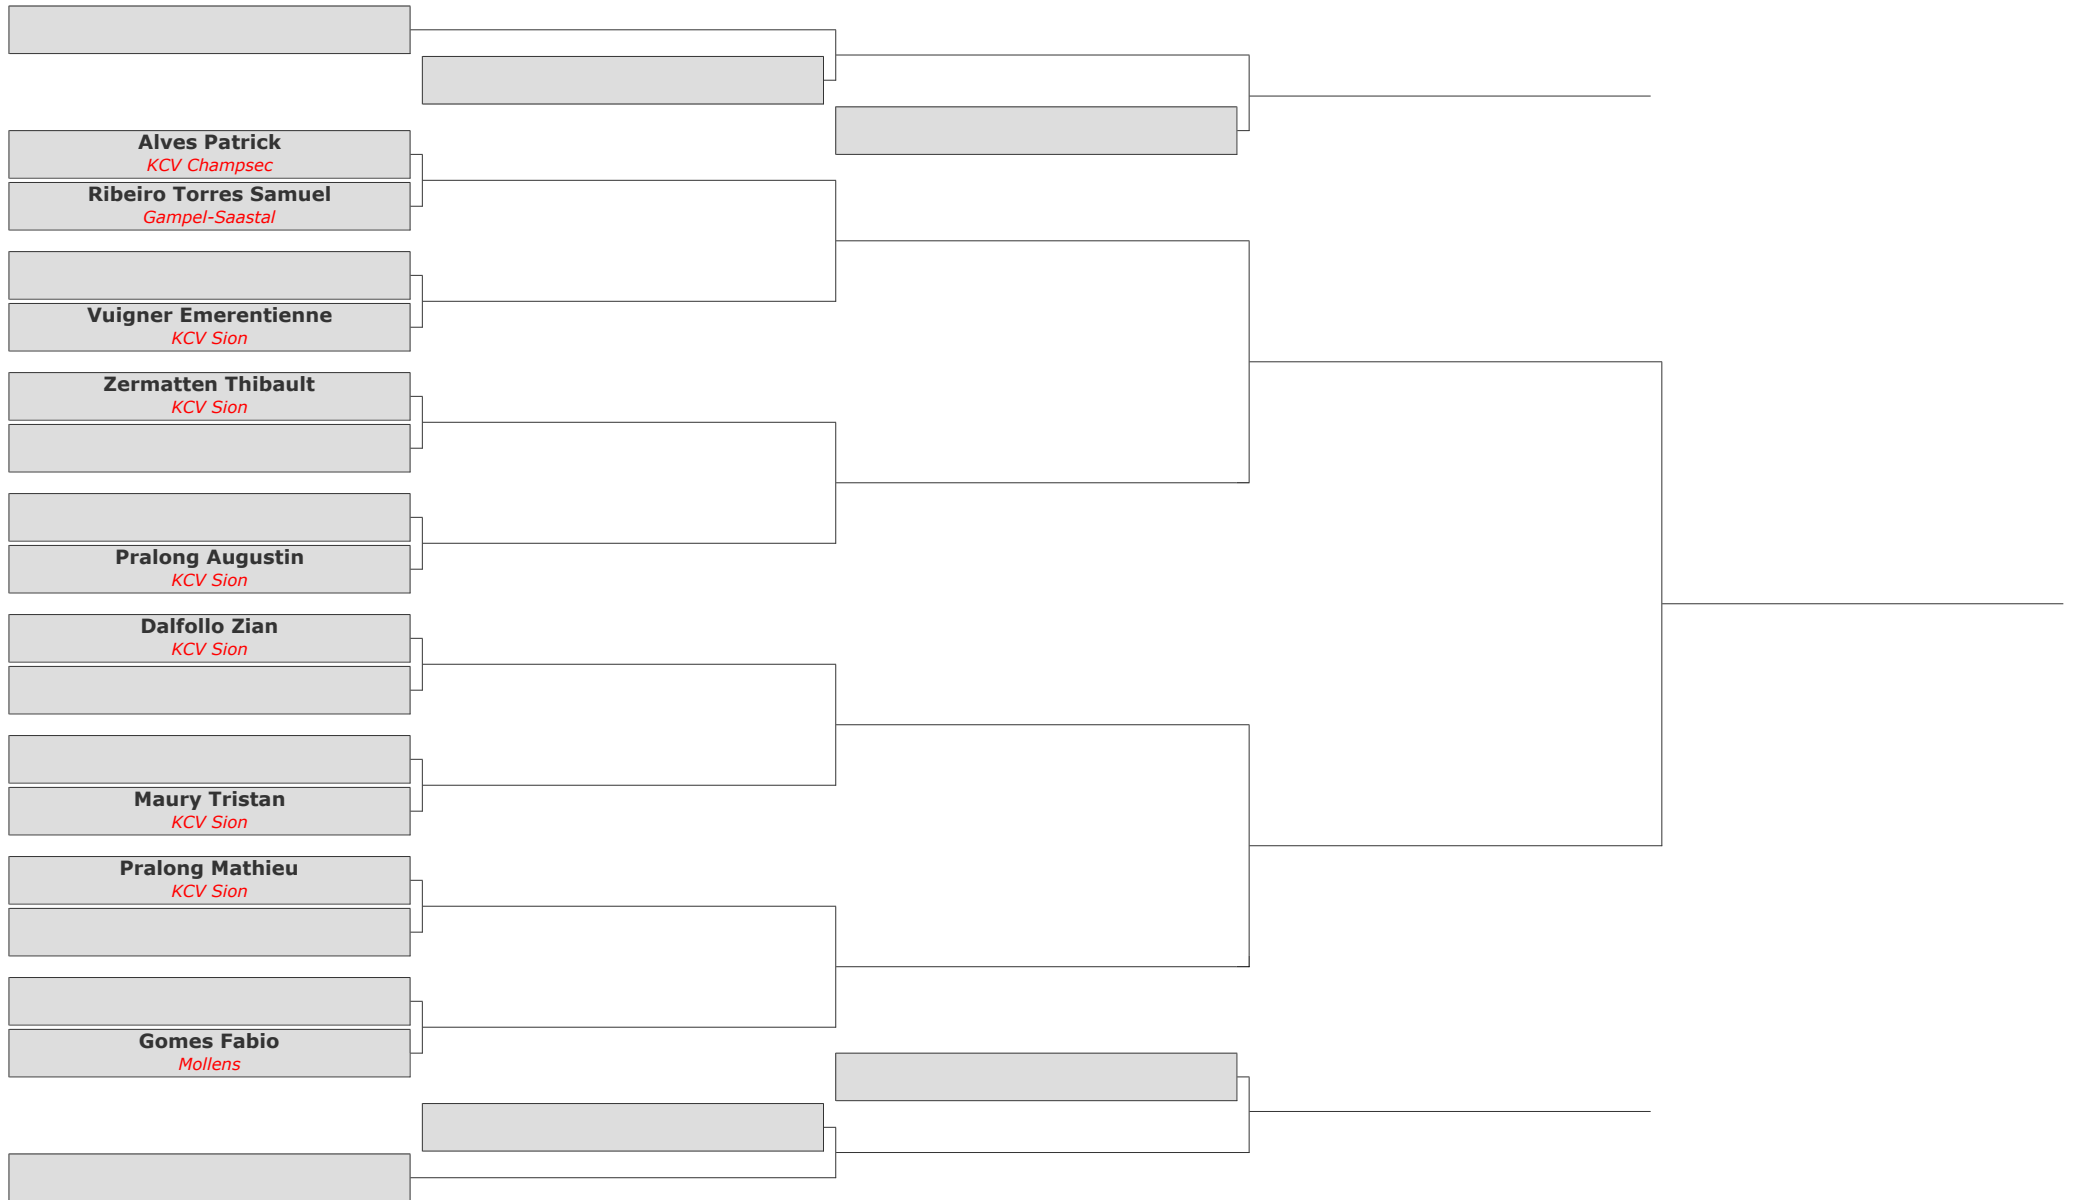 Alves Patrick
KCV Champsec
Ribeiro Torres Samuel
Gampel-Saastal
Vuigner Emerentienne
KCV Sion
Zermatten Thibault
KCV Sion
Pralong Augustin
KCV Sion
Dalfollo Zian
KCV Sion
Maury Tristan
KCV Sion
Pralong Mathieu
KCV Sion
Gomes Fabio
Mollens